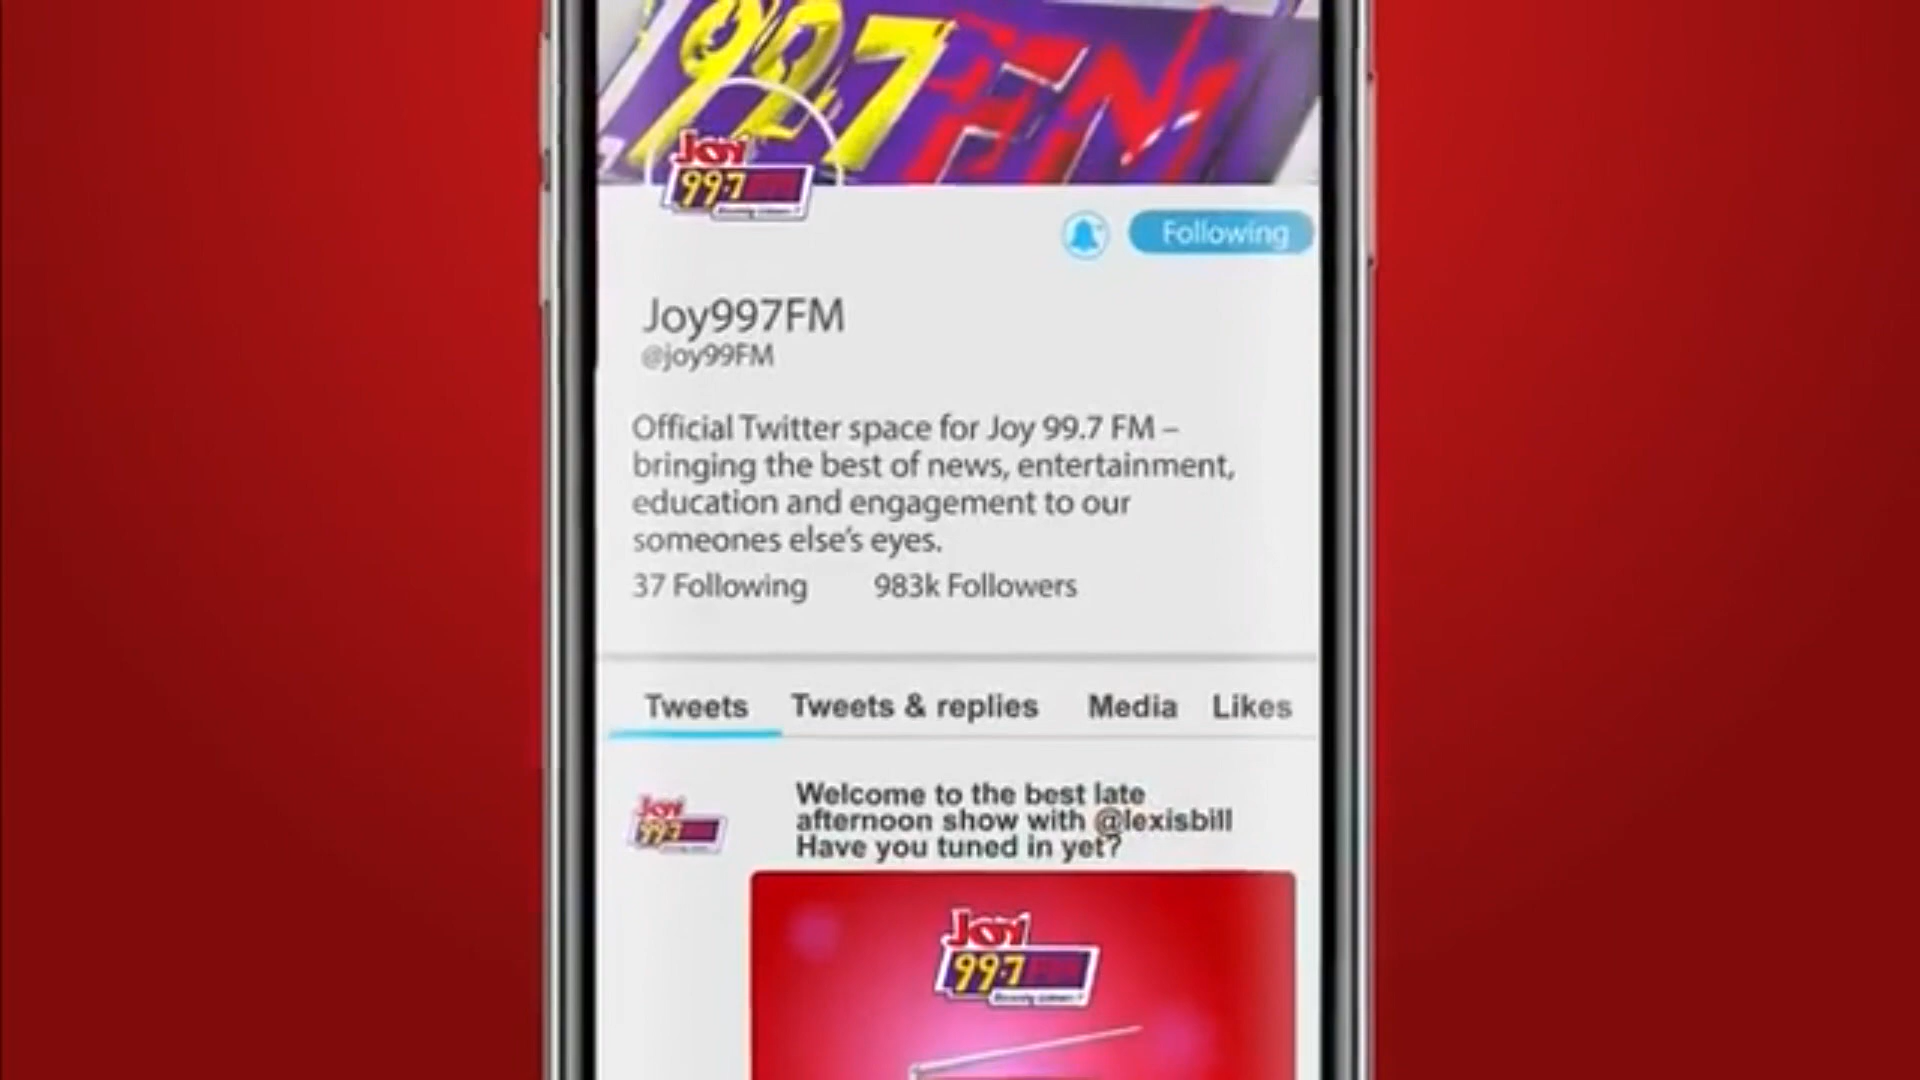 99.7 FM
Joy
99.7 FM
Following
Joy997FM
@joy99FM
Official Twitter space for Joy 99.7 FM –
bringing the best of news, entertainment,
education and engagement to our
someones else's eyes.
37 Following 983k Followers
Tweets Tweets & replies Media Likes
Joy
99.7 FM
Welcome to the best late
afternoon show with @lexisbill
Have you tuned in yet?
Joy
99.7 FM